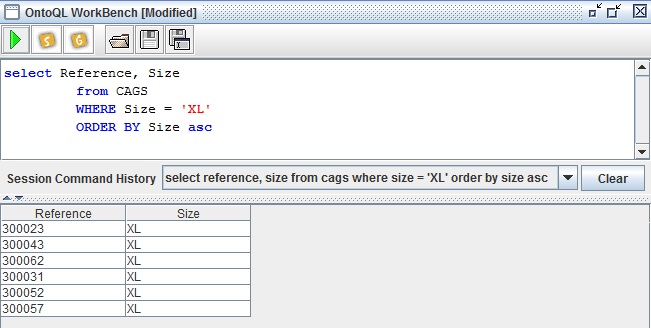 OntoQL WorkBench [Modified]
S G
select Reference, Size
from CAGS
WHERE Size = 'XL'
ORDER BY Size asc
Session Command History select reference, size from cags where size = 'XL' order by size asc Clear
Reference Size
300023 XL
300043 XL
300062 XL
300031 XL
300052 XL
300057 XL